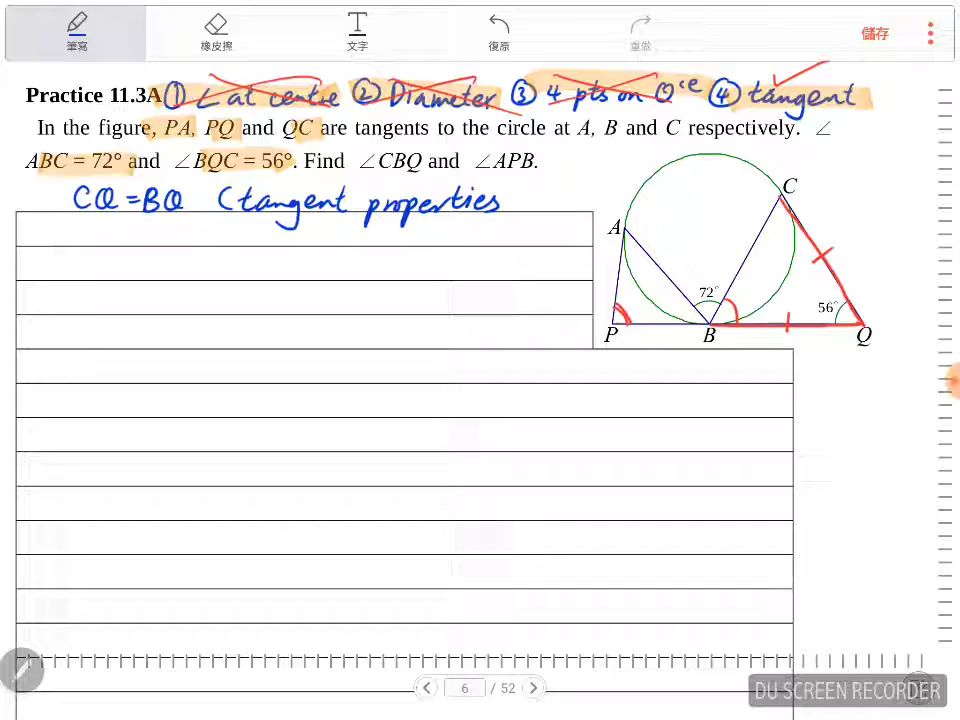 筆寫 橡皮擦 文字 復原 重做 儲存
Practice 11.3A ① ∠ at centre ② Diameter ③ 4 pts on ⊙'ce ④ tangent
In the figure, PA, PQ and QC are tangents to the circle at A, B and C respectively. ∠
ABC = 72° and ∠BQC = 56°. Find ∠CBQ and ∠APB.
CQ = BQ (tangent properties
C
A
72°
56°
P B Q
6 / 52
DU SCREEN RECORDER